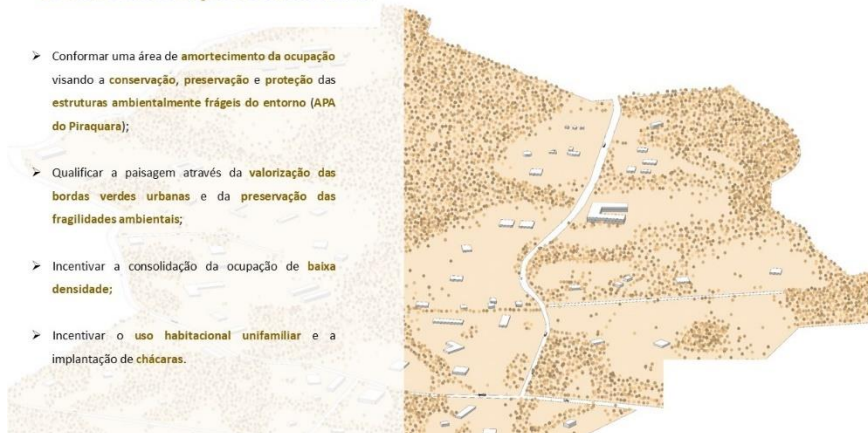 ➢ Conformar uma área de amortecimento da ocupação
visando a conservação, preservação e proteção das
estruturas ambientalmente frágeis do entorno (APA
do Piraquara);
➢ Qualificar a paisagem através da valorização das
bordas verdes urbanas e da preservação das
fragilidades ambientais;
➢ Incentivar a consolidação da ocupação de baixa
densidade;
➢ Incentivar o uso habitacional unifamiliar e a
implantação de chácaras.